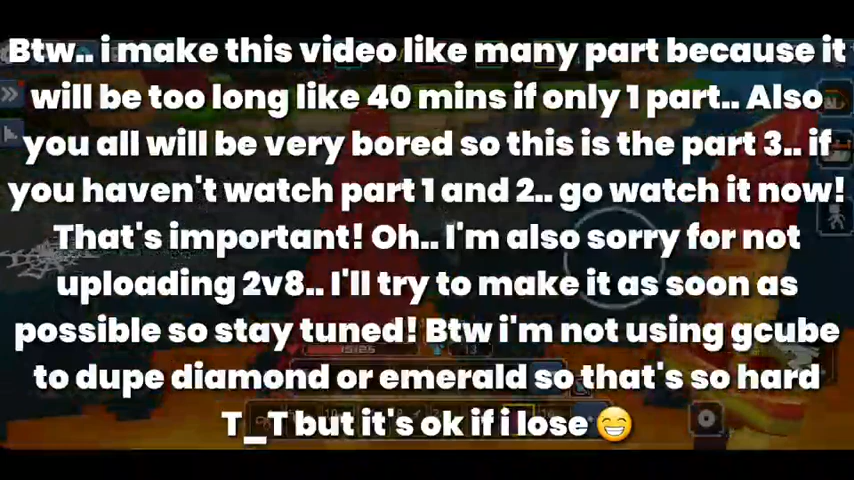 Btw.. i make this video like many part because it
will be too long like 40 mins if only 1 part.. Also
you all will be very bored so this is the part 3.. if
you haven't watch part 1 and 2.. go watch it now!
That's important! Oh.. I'm also sorry for not
uploading 2v8.. I'll try to make it as soon as
possible so stay tuned! Btw i'm not using gcube
to dupe diamond or emerald so that's so hard
T_T but it's ok if i lose 😁